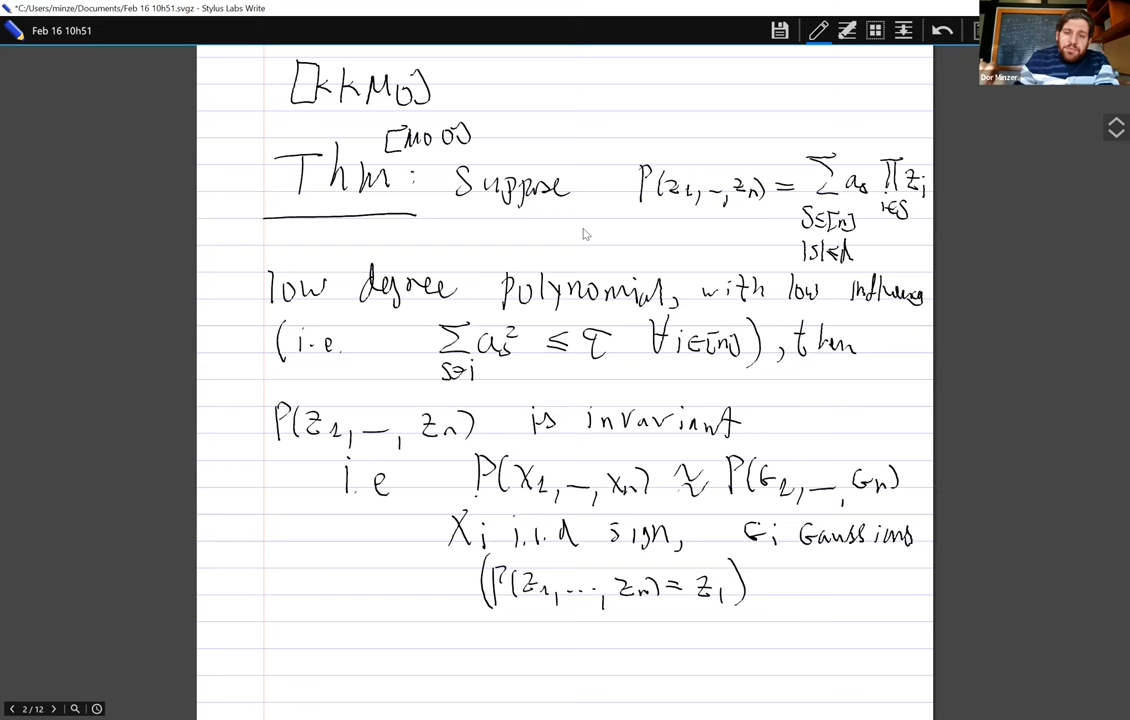 *C:/Users/minze/Documents/Feb 16 10h51.svgz - Stylus Labs Write
Feb 16 10h51
Dor Minzer
[KKMO]
[MOO]
Thm: Suppose P(z1,—,zn) = Σ as Π zi
S⊆[n] i∈S
|S|≤d
low degree polynomial, with low influences
(i.e. Σ as² ≤ τ ∀i∈[n]), then
S∋i
P(z1,—,zn) is invariant
i.e P(x1,—,xn) ≈ P(G1,—,Gn)
Xi i.i.d sign, Gi Gaussians
(P(z1,...,zn) = z1)
2/12